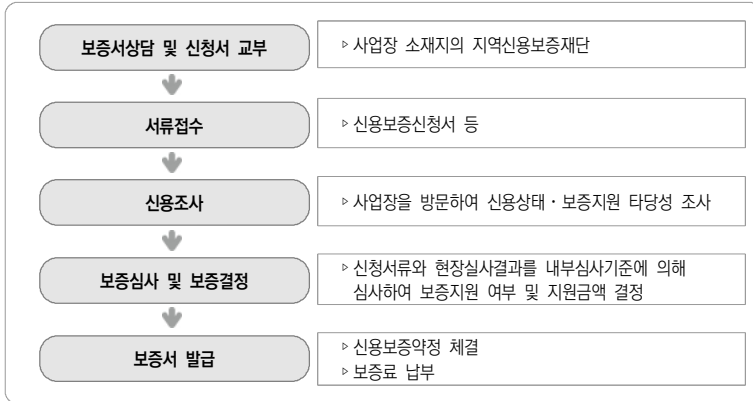 보증서상담 및 신청서 교부
▹사업장 소재지의 지역신용보증재단
서류접수
▹신용보증신청서 등
신용조사
▹사업장을 방문하여 신용상태・보증지원 타당성 조사
보증심사 및 보증결정
▹신청서류와 현장실사결과를 내부심사기준에 의해
심사하여 보증지원 여부 및 지원금액 결정
보증서 발급
▹신용보증약정 체결
▹보증료 납부